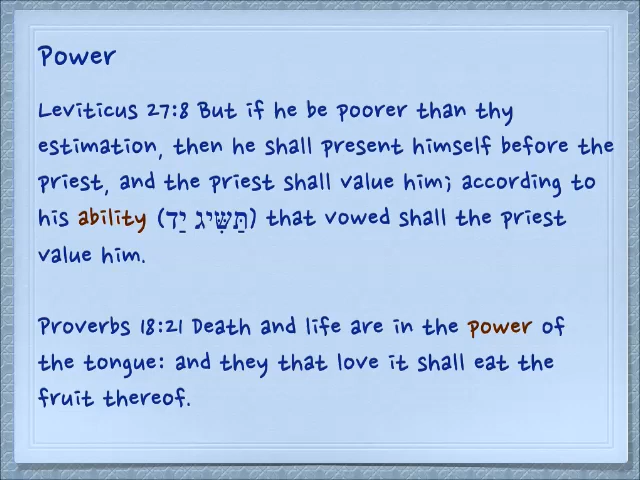 Power
Leviticus 27:8 But if he be poorer than thy
estimation, then he shall present himself before the
priest, and the priest shall value him; according to
his ability (תַּשִּׂיג יַד) that vowed shall the priest
value him.
Proverbs 18:21 Death and life are in the power of
the tongue: and they that love it shall eat the
fruit thereof.